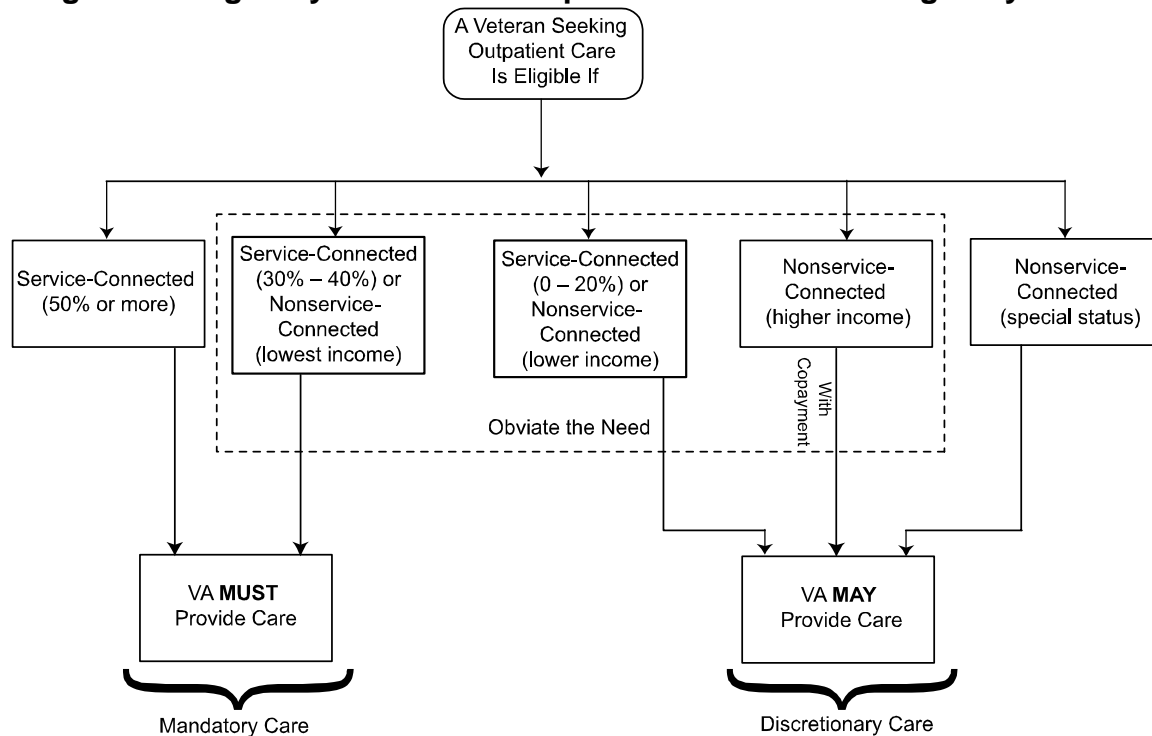 A Veteran Seeking
Outpatient Care
Is Eligible If
Service-Connected
(50% or more)
Service-Connected
(30% – 40%) or
Nonservice-
Connected
(lowest income)
Service-Connected
(0 – 20%) or
Nonservice-
Connected
(lower income)
Nonservice-
Connected
(higher income)
Nonservice-
Connected
(special status)
With
Copayment
Obviate the Need
VA MUST
Provide Care
VA MAY
Provide Care
Mandatory Care
Discretionary Care